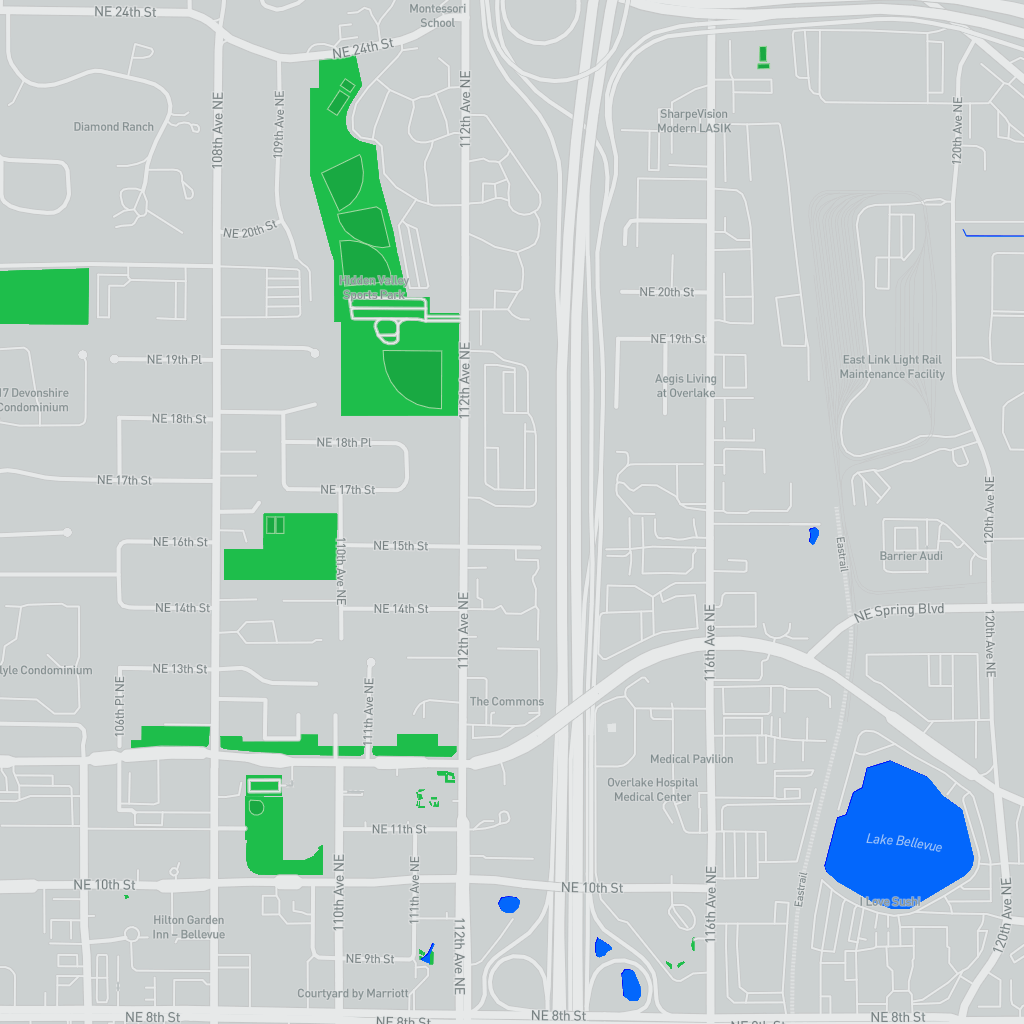 NE 24th St
Montessori
School
NE 24th St
108th Ave NE
109th Ave NE
112th Ave NE
120th Ave NE
Diamond Ranch
SharpeVision
Modern LASIK
NE 20th St
Hidden Valley
Sports Park
NE 20th St
NE 19th St
NE 19th Pl
112th Ave NE
East Link Light Rail
Maintenance Facility
17 Devonshire
Condominium
Aegis Living
at Overlake
NE 18th St
NE 18th Pl
NE 17th St
NE 17th St
120th Ave NE
NE 16th St
NE 15th St
110th Ave NE
Eastrail
Barrier Audi
NE 14th St
NE 14th St
112th Ave NE
116th Ave NE
NE Spring Blvd
120th Ave NE
lyle Condominium
NE 13th St
106th Pl NE
111th Ave NE
The Commons
Medical Pavilion
Overlake Hospital
Medical Center
NE 11th St
Lake Bellevue
NE 10th St
NE 10th St
110th Ave NE
111th Ave NE
116th Ave NE
Eastrail
I Love Sushi
120th Ave NE
Hilton Garden
Inn – Bellevue
112th Ave NE
NE 9th St
Courtyard by Marriott
NE 8th St
NE 8th St
NE 8th St
NE 8th St
NE 8th St